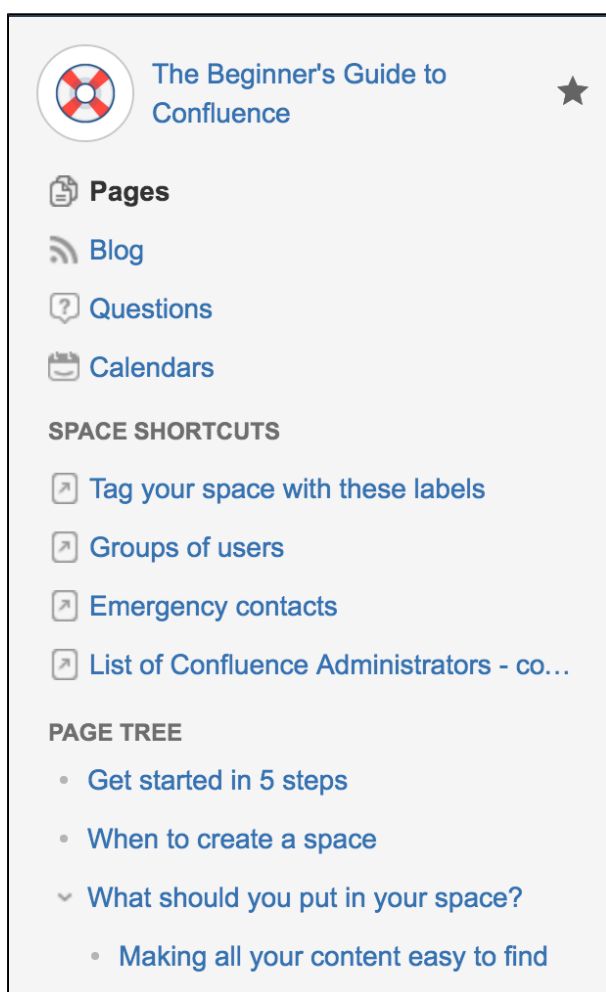 The Beginner's Guide to
Confluence
Pages
Blog
Questions
Calendars
SPACE SHORTCUTS
Tag your space with these labels
Groups of users
Emergency contacts
List of Confluence Administrators - co…
PAGE TREE
Get started in 5 steps
When to create a space
What should you put in your space?
Making all your content easy to find